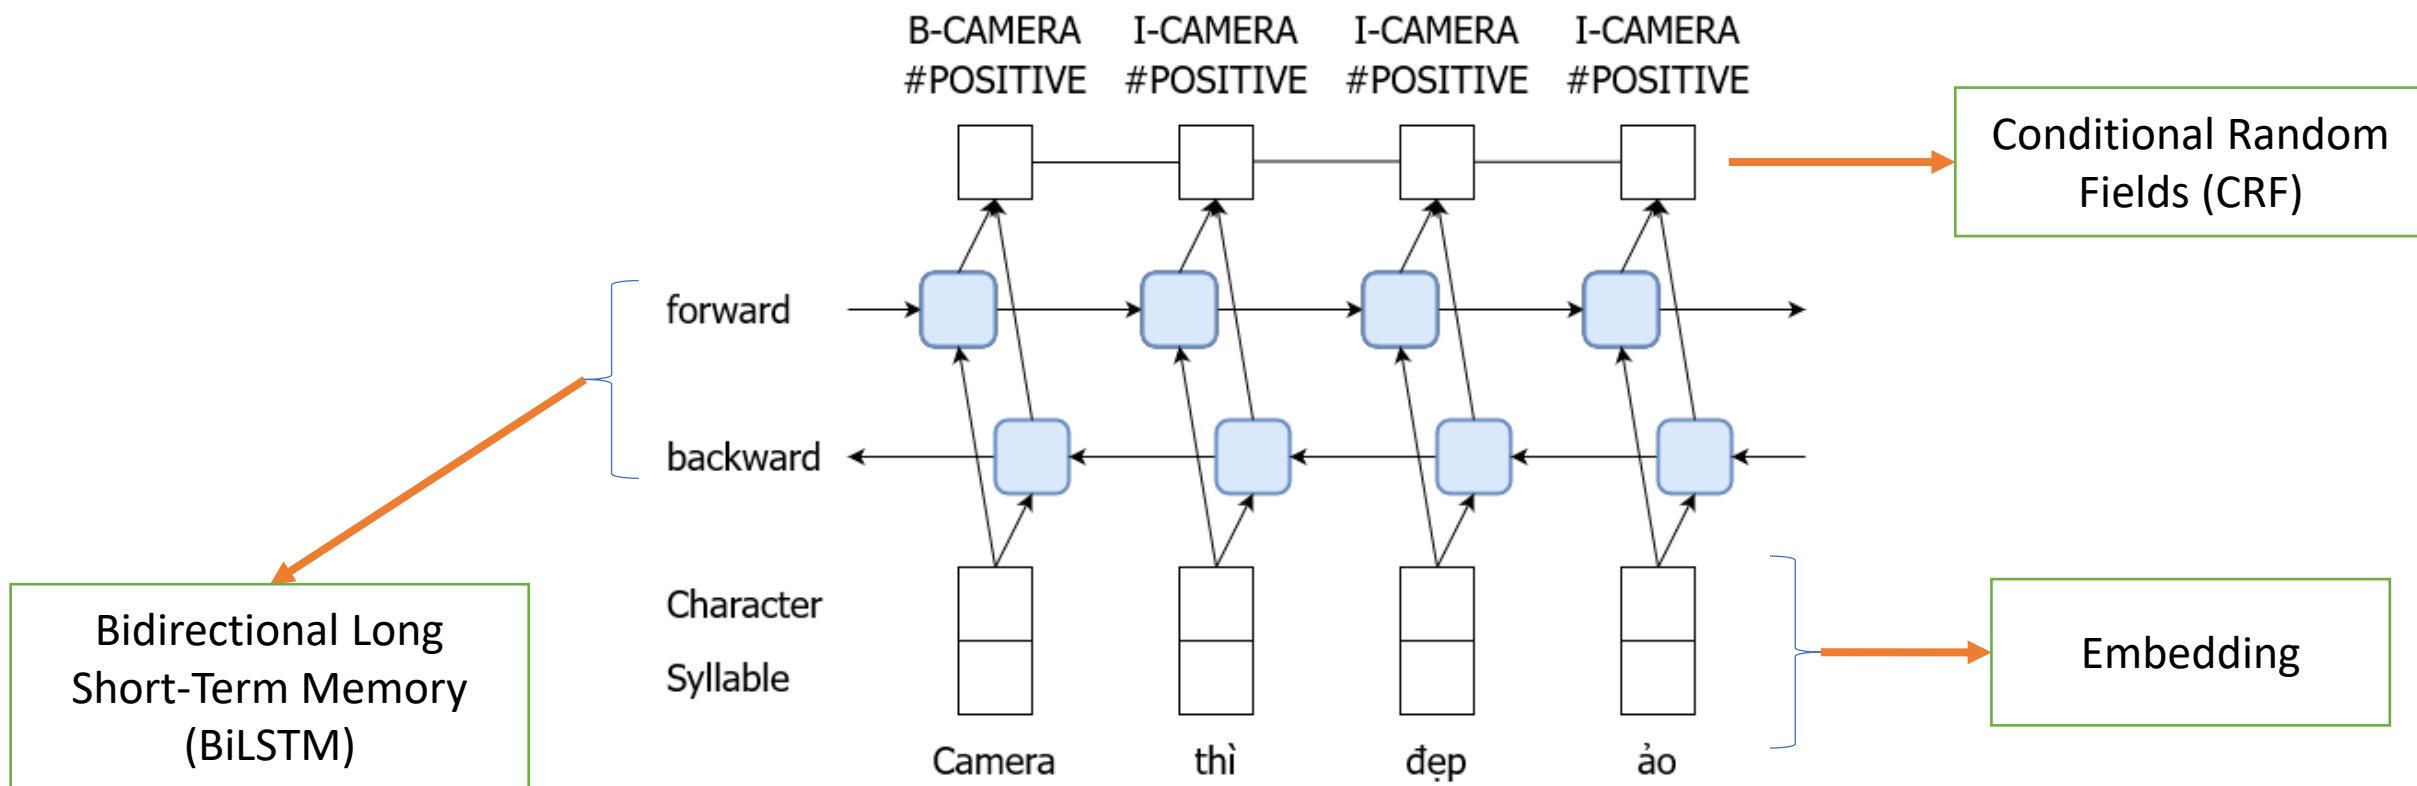 B-CAMERA I-CAMERA I-CAMERA I-CAMERA
#POSITIVE #POSITIVE #POSITIVE #POSITIVE
Conditional Random
Fields (CRF)
forward
backward
Bidirectional Long
Short-Term Memory
(BiLSTM)
Character
Syllable
Embedding
Camera thì đẹp ảo